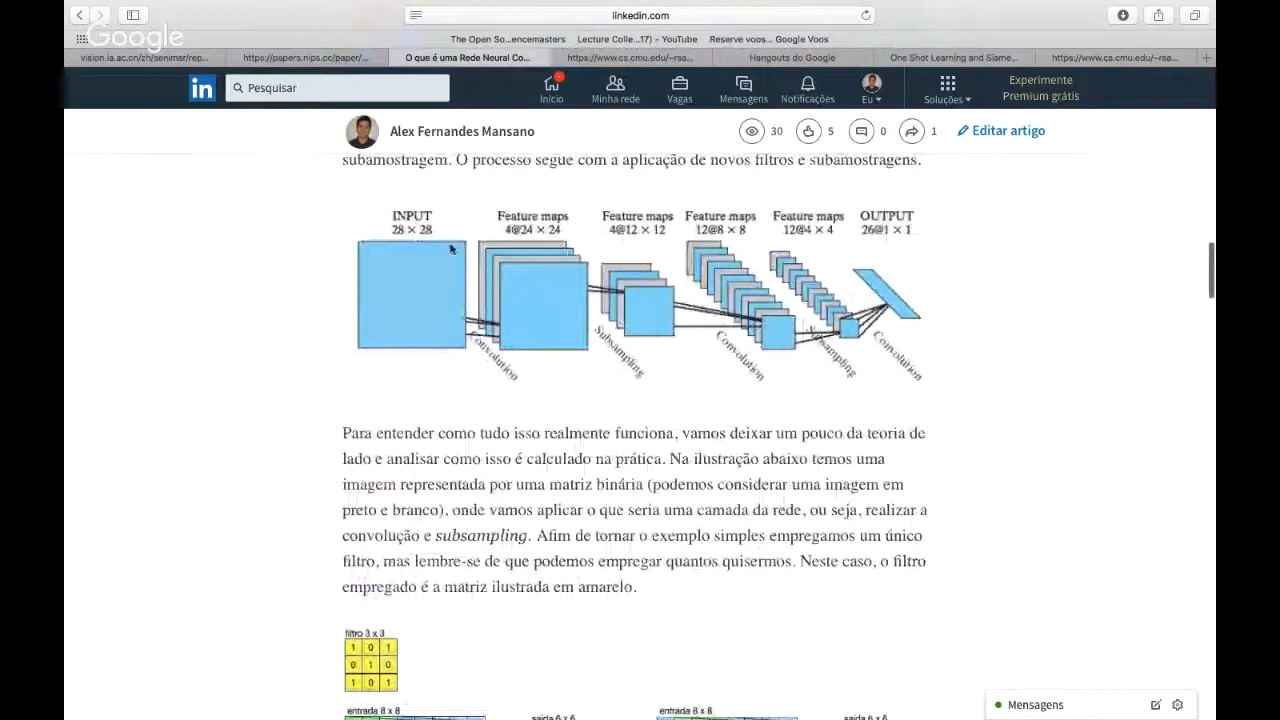 linkedin.com
Google
The Open So...encemasters Lecture Collec...17) - YouTube Reserve voos... Google Voos
vision.ia.ac.cn/zh/senimar/rep... https://papers.nips.cc/paper/... O que é uma Rede Neural Co... https://www.cs.cmu.edu/~rsa... Hangouts do Google One Shot Learning and Siame... https://www.cs.cmu.edu/~rsa...
in Pesquisar Início Minha rede Vagas Mensagens Notificações Eu Soluções Experimente
Premium grátis
Alex Fernandes Mansano 30 5 0 1 Editar artigo
subamostragem. O processo segue com a aplicação de novos filtros e subamostragens.
INPUT Feature maps Feature maps Feature maps Feature maps OUTPUT
28 × 28 4@24 × 24 4@12 × 12 12@8 × 8 12@4 × 4 26@1 × 1
Convolution Subsampling Convolution Subsampling Convolution
Para entender como tudo isso realmente funciona, vamos deixar um pouco da teoria de
lado e analisar como isso é calculado na prática. Na ilustração abaixo temos uma
imagem representada por uma matriz binária (podemos considerar uma imagem em
preto e branco), onde vamos aplicar o que seria uma camada da rede, ou seja, realizar a
convolução e subsampling. Afim de tornar o exemplo simples empregamos um único
filtro, mas lembre-se de que podemos empregar quantos quisermos. Neste caso, o filtro
empregado é a matriz ilustrada em amarelo.
filtro 3 x 3
1 0 1
0 1 0
1 0 1
entrada 8 x 8 saída 6 x 6 entrada 8 x 8 saída 6 x 6
Mensagens